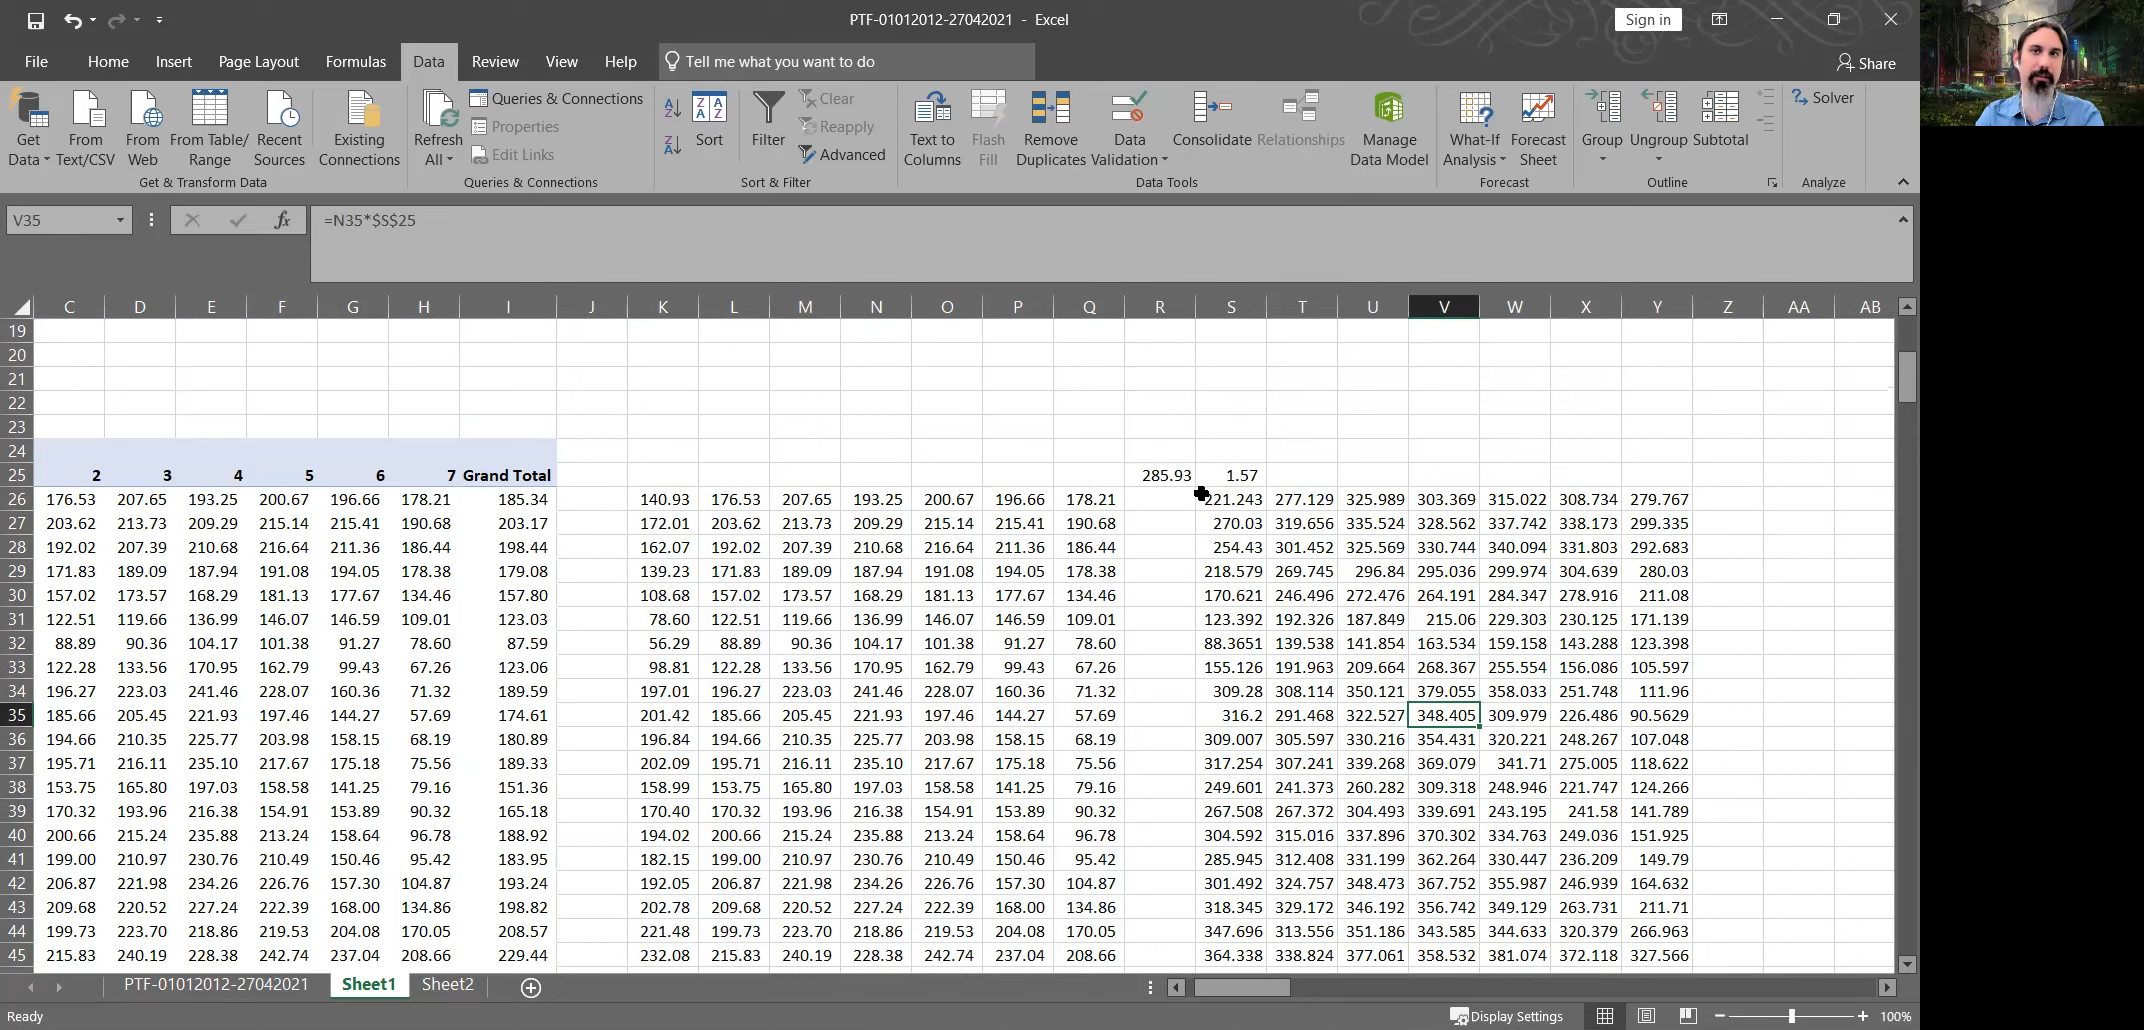 PTF-01012012-27042021 - Excel
Sign in
File Home Insert Page Layout Formulas Data Review View Help Tell me what you want to do
Share
Get Data
From Text/CSV
From Web
From Table/ Range
Recent Sources
Existing Connections
Get & Transform Data
Refresh All
Queries & Connections
Properties
Edit Links
Queries & Connections
Sort
Filter
Clear
Reapply
Advanced
Sort & Filter
Text to Columns
Flash Fill
Remove Duplicates
Data Validation
Consolidate
Relationships
Manage Data Model
Data Tools
What-If Analysis
Forecast Sheet
Forecast
Group
Ungroup
Subtotal
Outline
Solver
Analyze
V35 fx =N35*$S$25
C D E F G H I J K L M N O P Q R S T U V W X Y Z AA AB
19
20
21
22
23
24
25 2 3 4 5 6 7 Grand Total 285.93 1.57
26 176.53 207.65 193.25 200.67 196.66 178.21 185.34 140.93 176.53 207.65 193.25 200.67 196.66 178.21 221.243 277.129 325.989 303.369 315.022 308.734 279.767
27 203.62 213.73 209.29 215.14 215.41 190.68 203.17 172.01 203.62 213.73 209.29 215.14 215.41 190.68 270.03 319.656 335.524 328.562 337.742 338.173 299.335
28 192.02 207.39 210.68 216.64 211.36 186.44 198.44 162.07 192.02 207.39 210.68 216.64 211.36 186.44 254.43 301.452 325.569 330.744 340.094 331.803 292.683
29 171.83 189.09 187.94 191.08 194.05 178.38 179.08 139.23 171.83 189.09 187.94 191.08 194.05 178.38 218.579 269.745 296.84 295.036 299.974 304.639 280.03
30 157.02 173.57 168.29 181.13 177.67 134.46 157.80 108.68 157.02 173.57 168.29 181.13 177.67 134.46 170.621 246.496 272.476 264.191 284.347 278.916 211.08
31 122.51 119.66 136.99 146.07 146.59 109.01 123.03 78.60 122.51 119.66 136.99 146.07 146.59 109.01 123.392 192.326 187.849 215.06 229.303 230.125 171.139
32 88.89 90.36 104.17 101.38 91.27 78.60 87.59 56.29 88.89 90.36 104.17 101.38 91.27 78.60 88.3651 139.538 141.854 163.534 159.158 143.288 123.398
33 122.28 133.56 170.95 162.79 99.43 67.26 123.06 98.81 122.28 133.56 170.95 162.79 99.43 67.26 155.126 191.963 209.664 268.367 255.554 156.086 105.597
34 196.27 223.03 241.46 228.07 160.36 71.32 189.59 197.01 196.27 223.03 241.46 228.07 160.36 71.32 309.28 308.114 350.121 379.055 358.033 251.748 111.96
35 185.66 205.45 221.93 197.46 144.27 57.69 174.61 201.42 185.66 205.45 221.93 197.46 144.27 57.69 316.2 291.468 322.527 348.405 309.979 226.486 90.5629
36 194.66 210.35 225.77 203.98 158.15 68.19 180.89 196.84 194.66 210.35 225.77 203.98 158.15 68.19 309.007 305.597 330.216 354.431 320.221 248.267 107.048
37 195.71 216.11 235.10 217.67 175.18 75.56 189.33 202.09 195.71 216.11 235.10 217.67 175.18 75.56 317.254 307.241 339.268 369.079 341.71 275.005 118.622
38 153.75 165.80 197.03 158.58 141.25 79.16 151.36 158.99 153.75 165.80 197.03 158.58 141.25 79.16 249.601 241.373 260.282 309.318 248.946 221.747 124.266
39 170.32 193.96 216.38 154.91 153.89 90.32 165.18 170.40 170.32 193.96 216.38 154.91 153.89 90.32 267.508 267.372 304.493 339.691 243.195 241.58 141.789
40 200.66 215.24 235.88 213.24 158.64 96.78 188.92 194.02 200.66 215.24 235.88 213.24 158.64 96.78 304.592 315.016 337.896 370.302 334.763 249.036 151.925
41 199.00 210.97 230.76 210.49 150.46 95.42 183.95 182.15 199.00 210.97 230.76 210.49 150.46 95.42 285.945 312.408 331.199 362.264 330.447 236.209 149.79
42 206.87 221.98 234.26 226.76 157.30 104.87 193.24 192.05 206.87 221.98 234.26 226.76 157.30 104.87 301.492 324.757 348.473 367.752 355.987 246.939 164.632
43 209.68 220.52 227.24 222.39 168.00 134.86 198.82 202.78 209.68 220.52 227.24 222.39 168.00 134.86 318.345 329.172 346.192 356.742 349.129 263.731 211.71
44 199.73 223.70 218.86 219.53 204.08 170.05 208.57 221.48 199.73 223.70 218.86 219.53 204.08 170.05 347.696 313.556 351.186 343.585 344.633 320.379 266.963
45 215.83 240.19 228.38 242.74 237.04 208.66 229.44 232.08 215.83 240.19 228.38 242.74 237.04 208.66 364.338 338.824 377.061 358.532 381.074 372.118 327.566
PTF-01012012-27042021 Sheet1 Sheet2
Ready Display Settings 100%